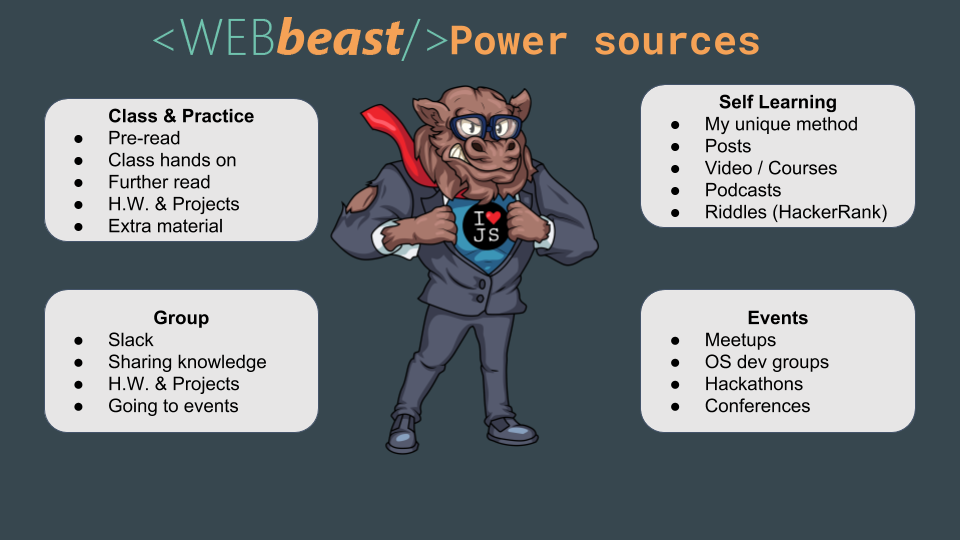 <WEBbeast/>Power sources
Class & Practice
● Pre-read
● Class hands on
● Further read
● H.W. & Projects
● Extra material
Self Learning
● My unique method
● Posts
● Video / Courses
● Podcasts
● Riddles (HackerRank)
I ♥
JS
Group
● Slack
● Sharing knowledge
● H.W. & Projects
● Going to events
Events
● Meetups
● OS dev groups
● Hackathons
● Conferences